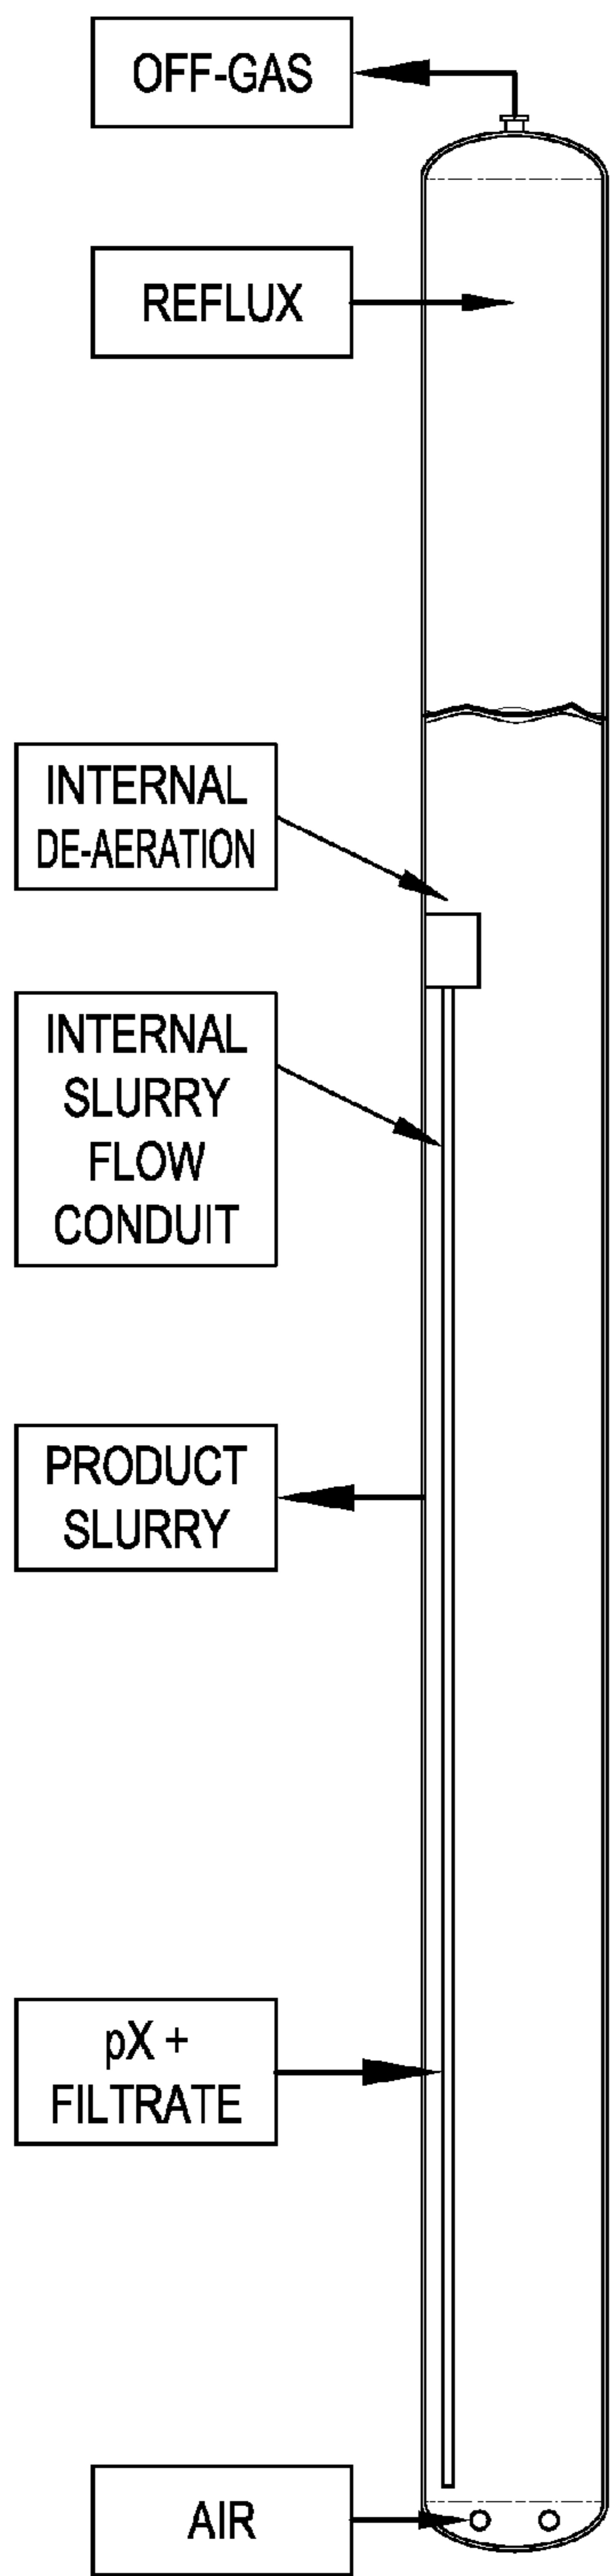 OFF-GAS
REFLUX
INTERNAL
DE-AERATION
INTERNAL
SLURRY
FLOW
CONDUIT
PRODUCT
SLURRY
pX +
FILTRATE
AIR